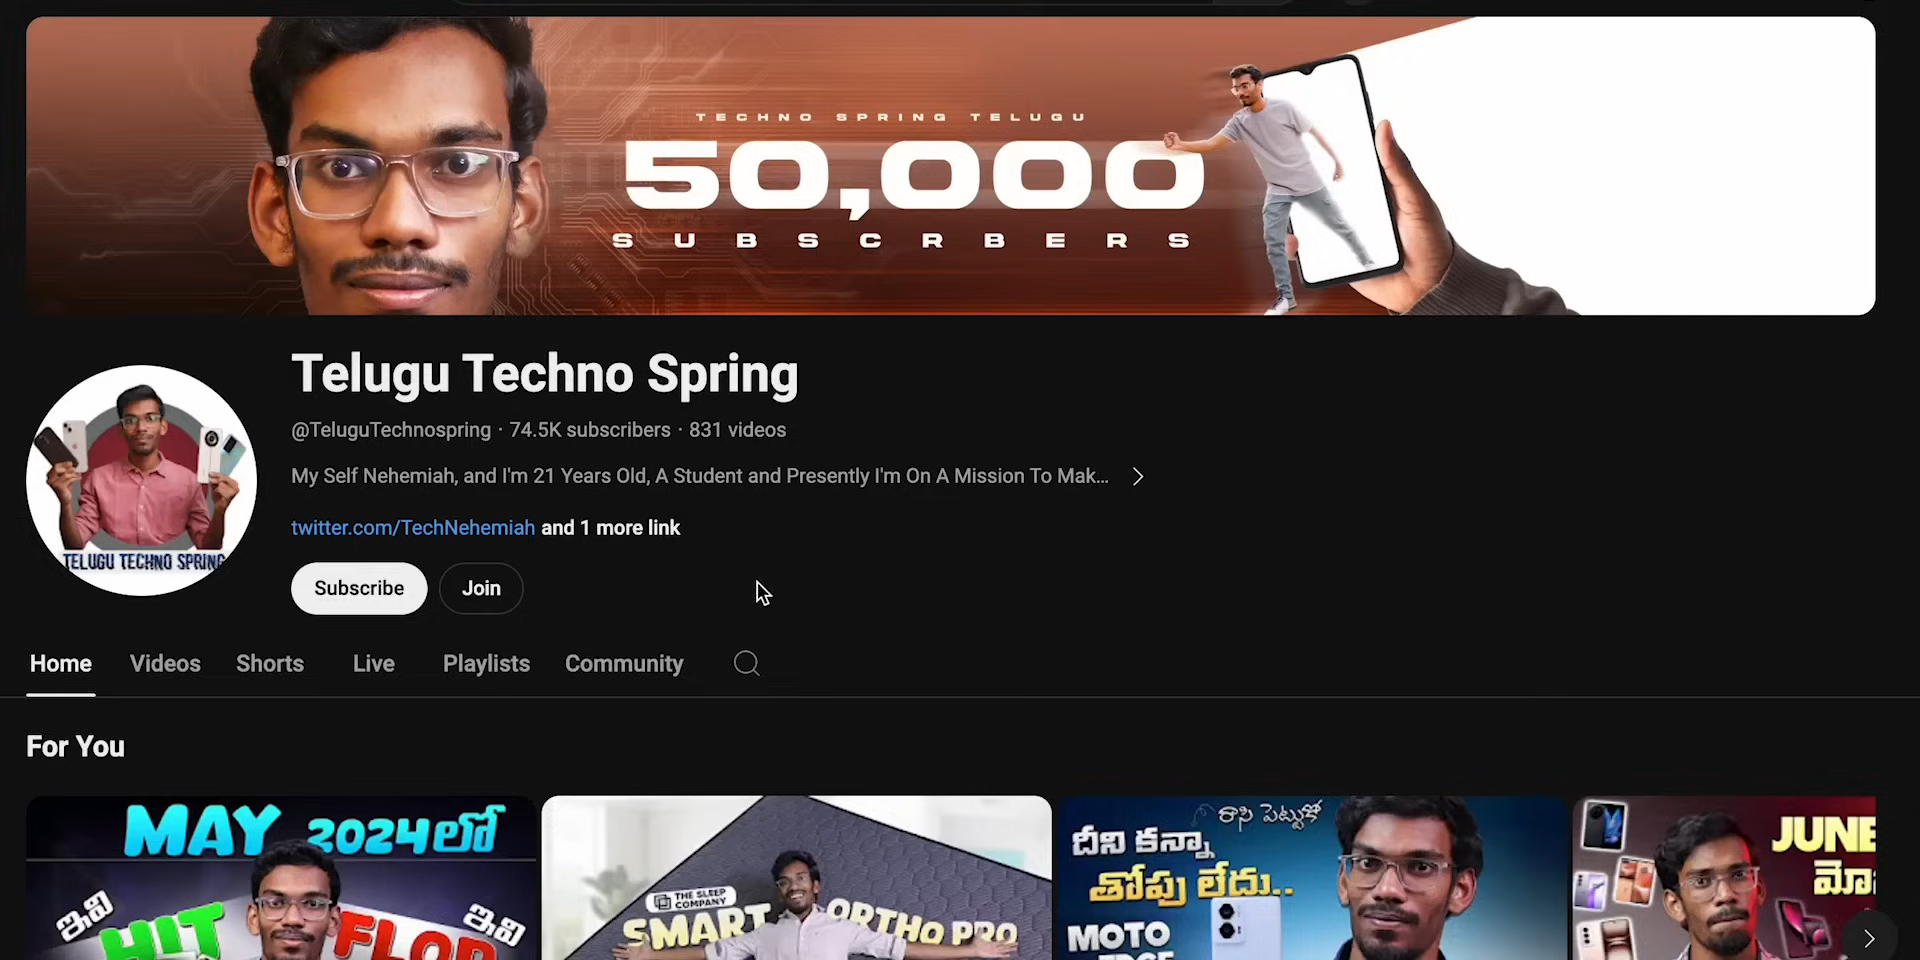 TECHNO SPRING TELUGU
50,000
SUBSCRBERS
Telugu Techno Spring
@TeluguTechnospring · 74.5K subscribers · 831 videos
My Self Nehemiah, and I'm 21 Years Old, A Student and Presently I'm On A Mission To Mak...
twitter.com/TechNehemiah and 1 more link
TELUGU TECHNO SPRING
Subscribe Join
Home Videos Shorts Live Playlists Community
For You
MAY 2024లో
ఇవి HIT ఇవి FLOP
THE SLEEP COMPANY
SMART ORTHO PRO
రాసి పెట్టుకో
దీని కన్నా
తోపు లేదు..
MOTO
EDGE
JUNE